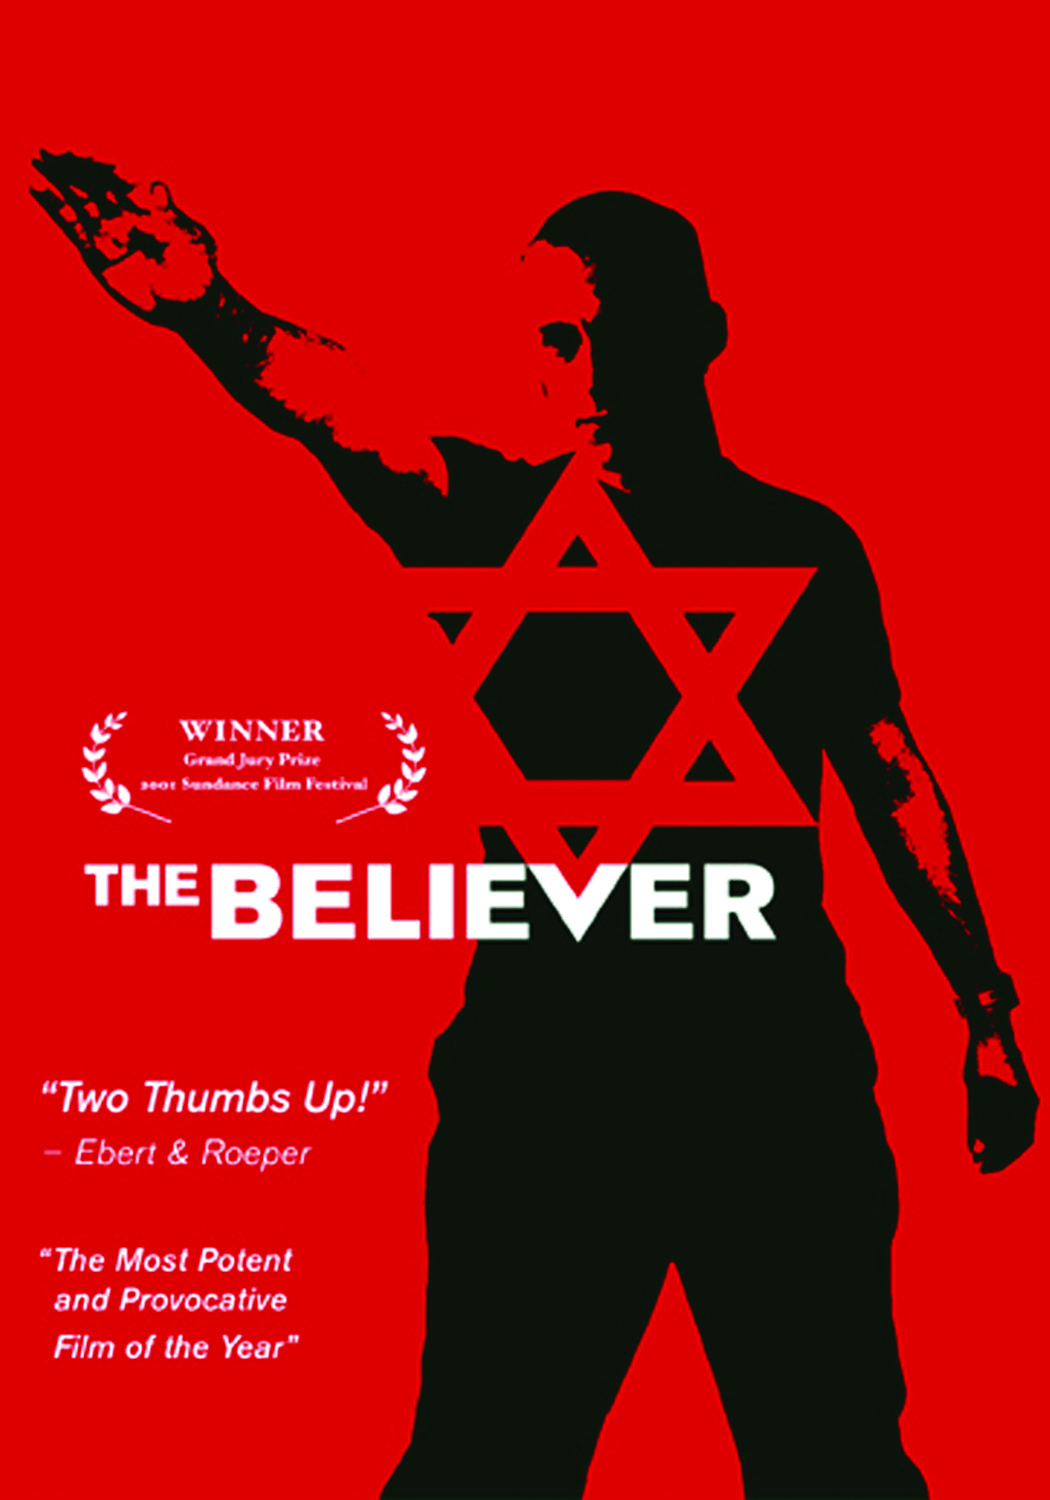 WINNER
Grand Jury Prize
2001 Sundance Film Festival
THE BELIEVER
“Two Thumbs Up!”
– Ebert & Roeper
“The Most Potent
and Provocative
Film of the Year”